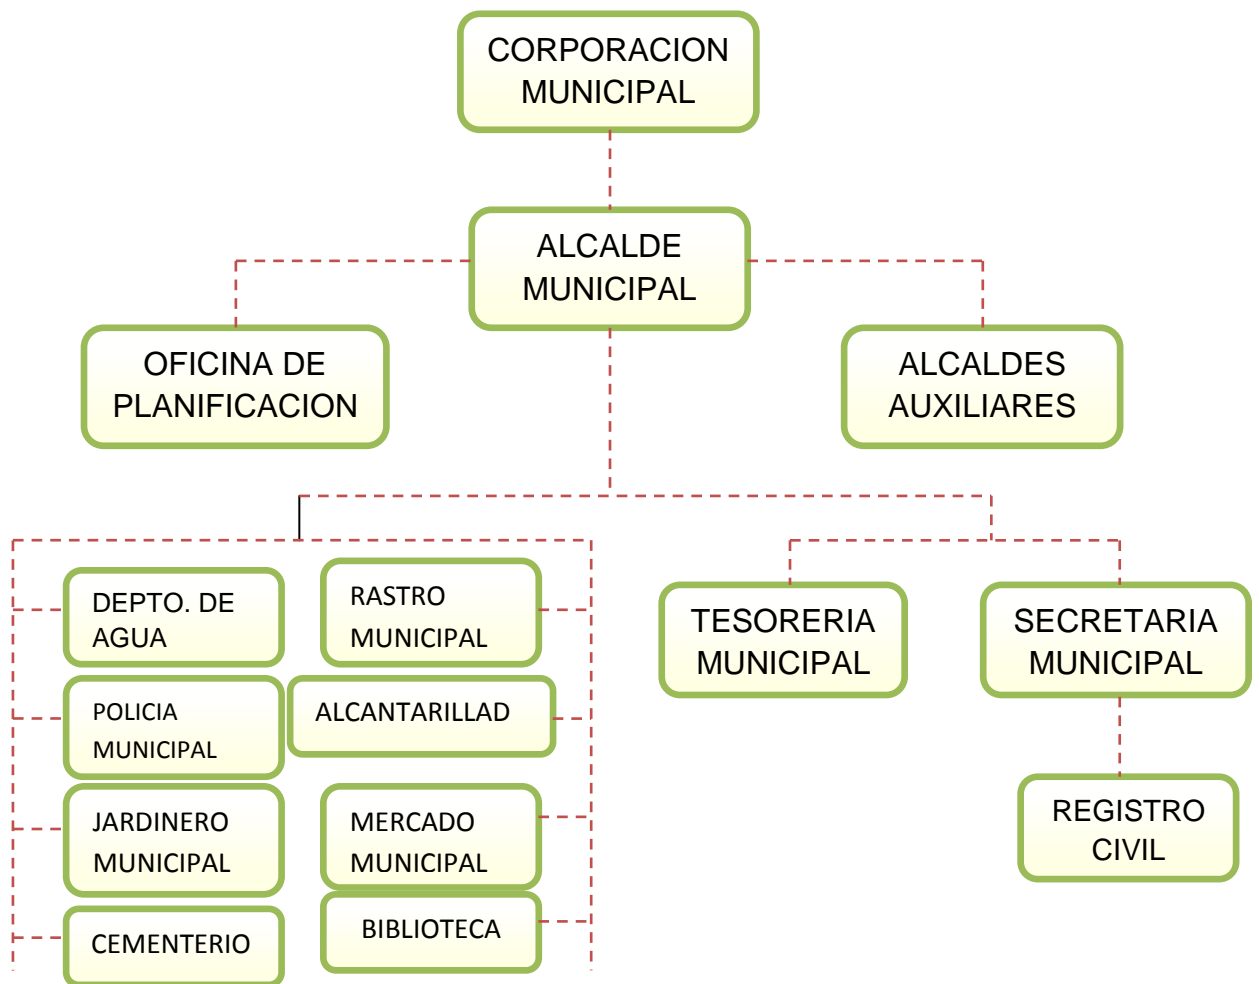 CORPORACION
MUNICIPAL
ALCALDE
MUNICIPAL
OFICINA DE
PLANIFICACION
ALCALDES
AUXILIARES
DEPTO. DE
AGUA
RASTRO
MUNICIPAL
TESORERIA
MUNICIPAL
SECRETARIA
MUNICIPAL
POLICIA
MUNICIPAL
ALCANTARILLAD
JARDINERO
MUNICIPAL
MERCADO
MUNICIPAL
REGISTRO
CIVIL
CEMENTERIO
BIBLIOTECA